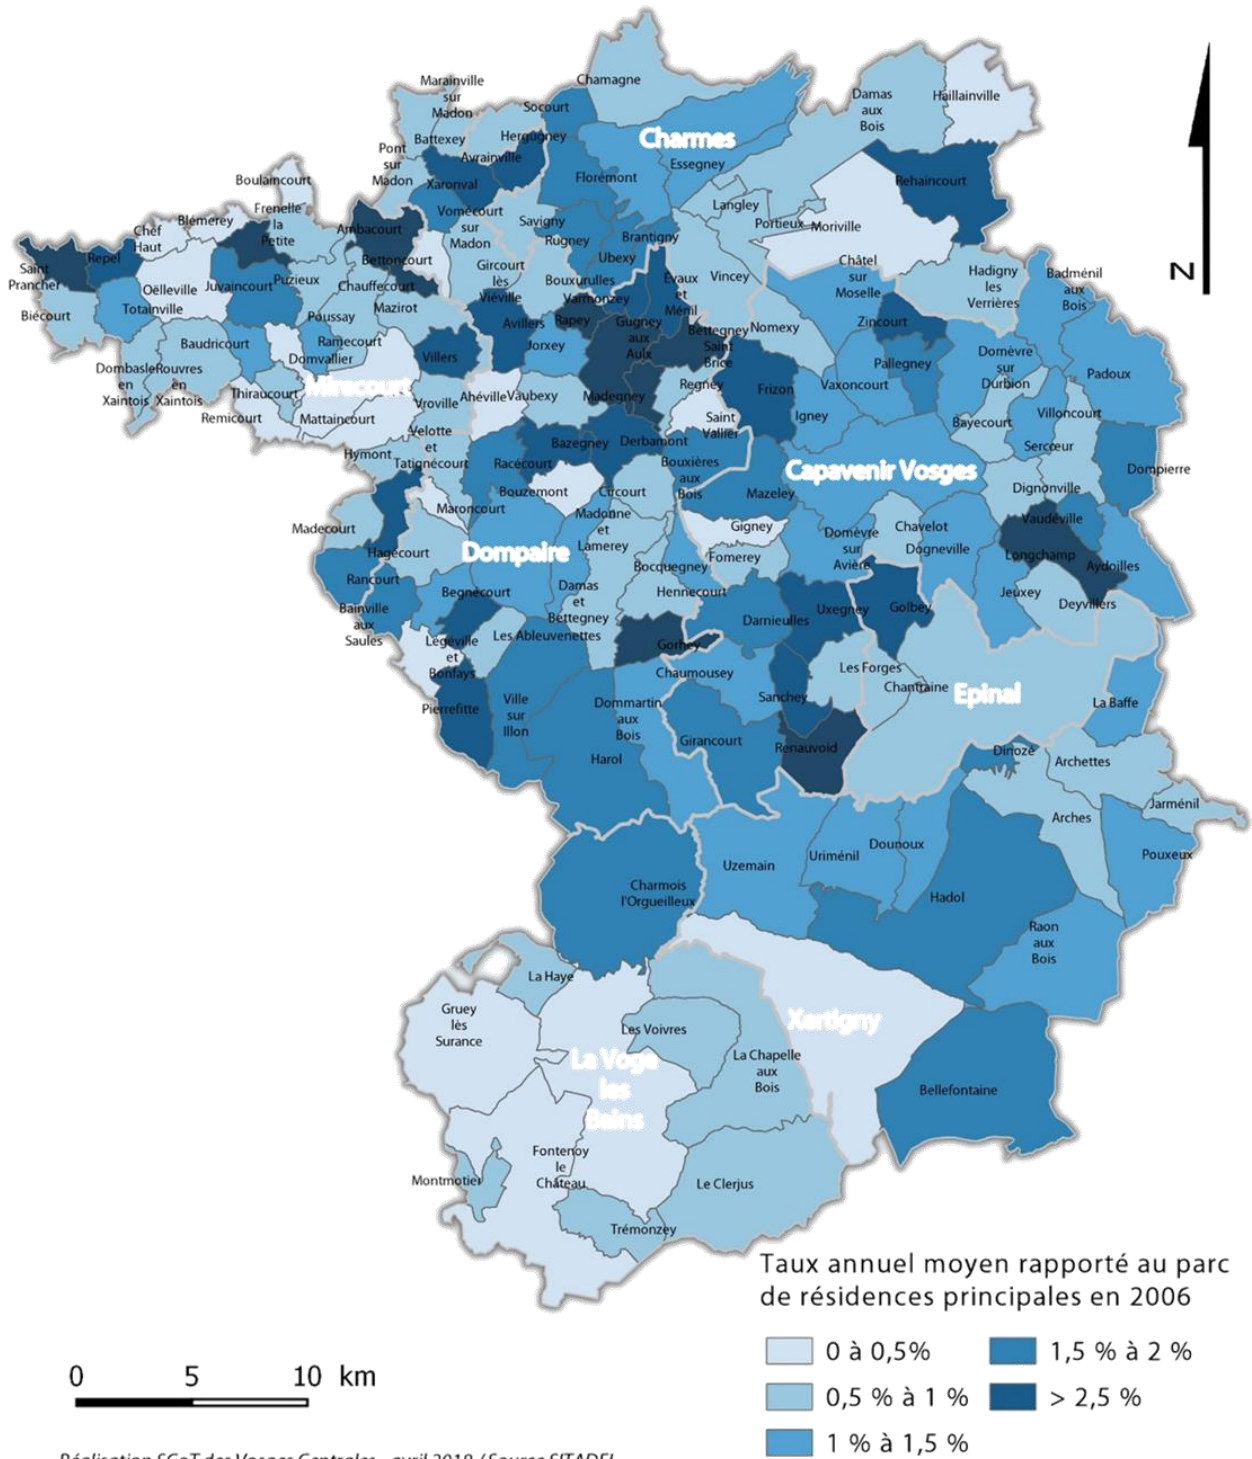 Chamagne
Marainville
sur
Madon
Socourt
Damas
aux
Bois
Haillainville
Charmes
Battexey
Hergugney
Pont
sur
Madon
Avrainville
Essegney
Xaronval
Florémont
Rehaincourt
Boulaincourt
Frenelle
la
Petite
Blémerey
Chef
Haut
Ambacourt
Vomécourt
sur
Madon
Savigny
Langley
Portieux
Moriville
Rugney
Brantigny
Saint
Prancher
Repel
Bettoncourt
Ubexy
Châtel
sur
Moselle
Gircourt
lès
Viéville
Bouxurulles
Evaux
et
Ménil
Vincey
Hadigny
les
Verrières
Badménil
aux
Bois
Oëlleville
Juvaincourt
Puzieux
Chauffecourt
Varmonzey
Biécourt
Totainville
Poussay
Mazirot
Avillers
Rapey
Gugney
aux
Aulx
Bettegney
Saint
Brice
Nomexy
Zincourt
Baudricourt
Ramecourt
Domvallier
Villers
Jorxey
Pallegney
Domèvre
sur
Durbion
Padoux
Dombasle
en
Xaintois
Rouvres
en
Xaintois
Thiraucourt
Mirecourt
Vroville
Ahéville
Vaubexy
Madegney
Regney
Frizon
Vaxoncourt
Remicourt
Mattaincourt
Saint
Vallier
Igney
Bayecourt
Villoncourt
Velotte
et
Tatignécourt
Bazegney
Derbamont
Sercœur
Hymont
Racécourt
Bouxières
aux
Bois
Capavenir Vosges
Dompierre
Bouzemont
Circourt
Mazeley
Dignonville
Maroncourt
Madonne
et
Lamerey
Madecourt
Gigney
Domèvre
sur
Avière
Chavelot
Vaudéville
Hagécourt
Dompaire
Fomerey
Dogneville
Longchamp
Bocquegney
Aydoilles
Rancourt
Begnécourt
Damas
et
Bettegney
Hennecourt
Jeuxey
Deyvillers
Bainville
aux
Saules
Darnieulles
Uxegney
Golbey
Légéville
et
Bonfays
Les Ableuvenettes
Gorhey
Chaumousey
Les Forges
Chantraine
Epinal
Pierrefitte
Ville
sur
Illon
Dommartin
aux
Bois
Sanchey
La Baffe
Girancourt
Renauvoid
Dinozé
Harol
Archettes
Jarménil
Arches
Dounoux
Uriménil
Uzemain
Pouxeux
Charmois
l'Orgueilleux
Hadol
Raon
aux
Bois
La Haye
Gruey
lès
Surance
Xertigny
Les Voivres
La Voge
les
Bains
La Chapelle
aux
Bois
Bellefontaine
Fontenoy
le
Château
Montmotier
Le Clerjus
Trémonzey
N
Taux annuel moyen rapporté au parc
de résidences principales en 2006
0 à 0,5%
0,5 % à 1 %
1 % à 1,5 %
1,5 % à 2 %
> 2,5 %
0 5 10 km
Réalisation SCoT des Vosges Centrales - avril 2018 / Source SITADEL